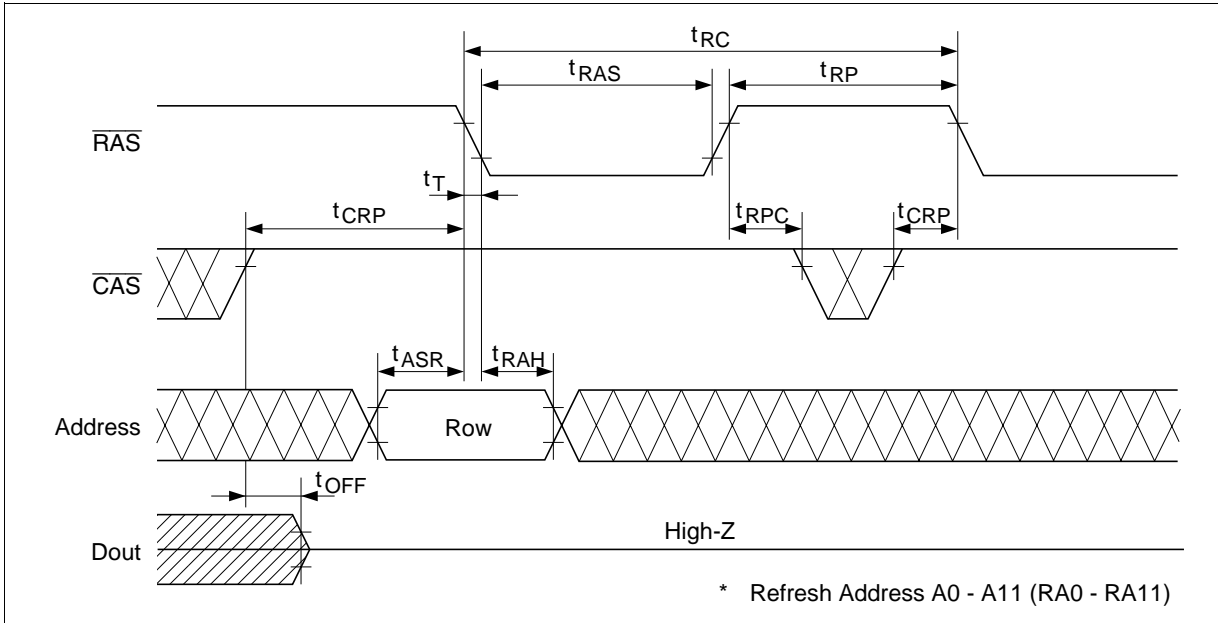 tRC
tRAS tRP
RAS
tT
tCRP tRPC tCRP
CAS
tASR tRAH
Address Row
tOFF
High-Z
Dout
* Refresh Address A0 - A11 (RA0 - RA11)